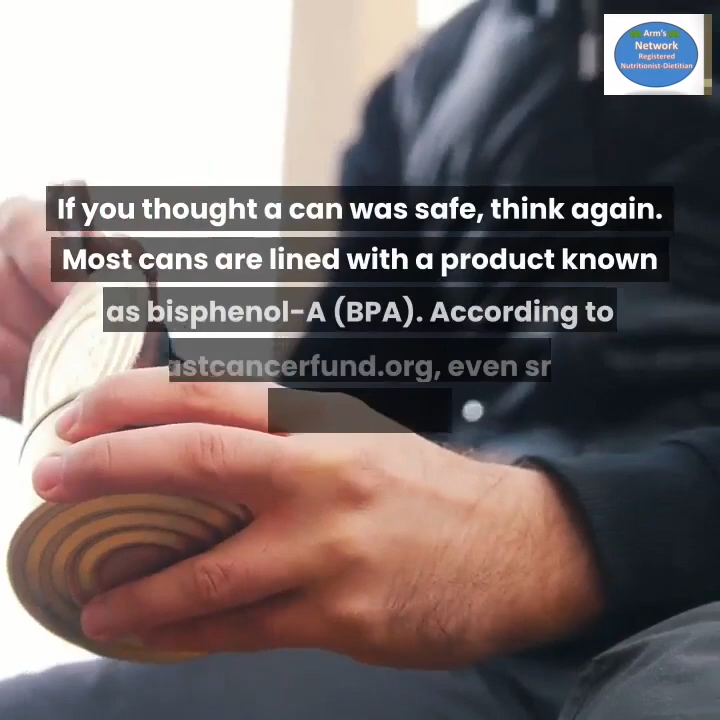 Arm's
Network
Registered
Nutritionist-Dietitian
If you thought a can was safe, think again.
Most cans are lined with a product known
as bisphenol-A (BPA). According to
astcancerfund.org, even